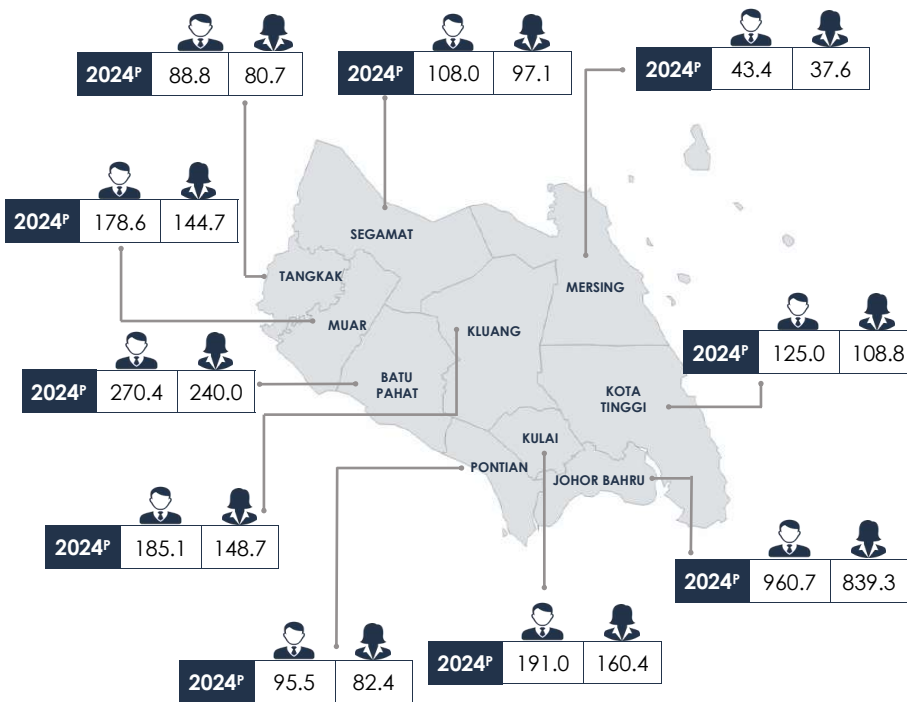 2024ᴾ 88.8 80.7
2024ᴾ 108.0 97.1
2024ᴾ 43.4 37.6
2024ᴾ 178.6 144.7
SEGAMAT
TANGKAK
MERSING
MUAR
KLUANG
2024ᴾ 125.0 108.8
2024ᴾ 270.4 240.0
BATU
PAHAT
KOTA
TINGGI
KULAI
PONTIAN
JOHOR BAHRU
2024ᴾ 185.1 148.7
2024ᴾ 960.7 839.3
2024ᴾ 191.0 160.4
2024ᴾ 95.5 82.4